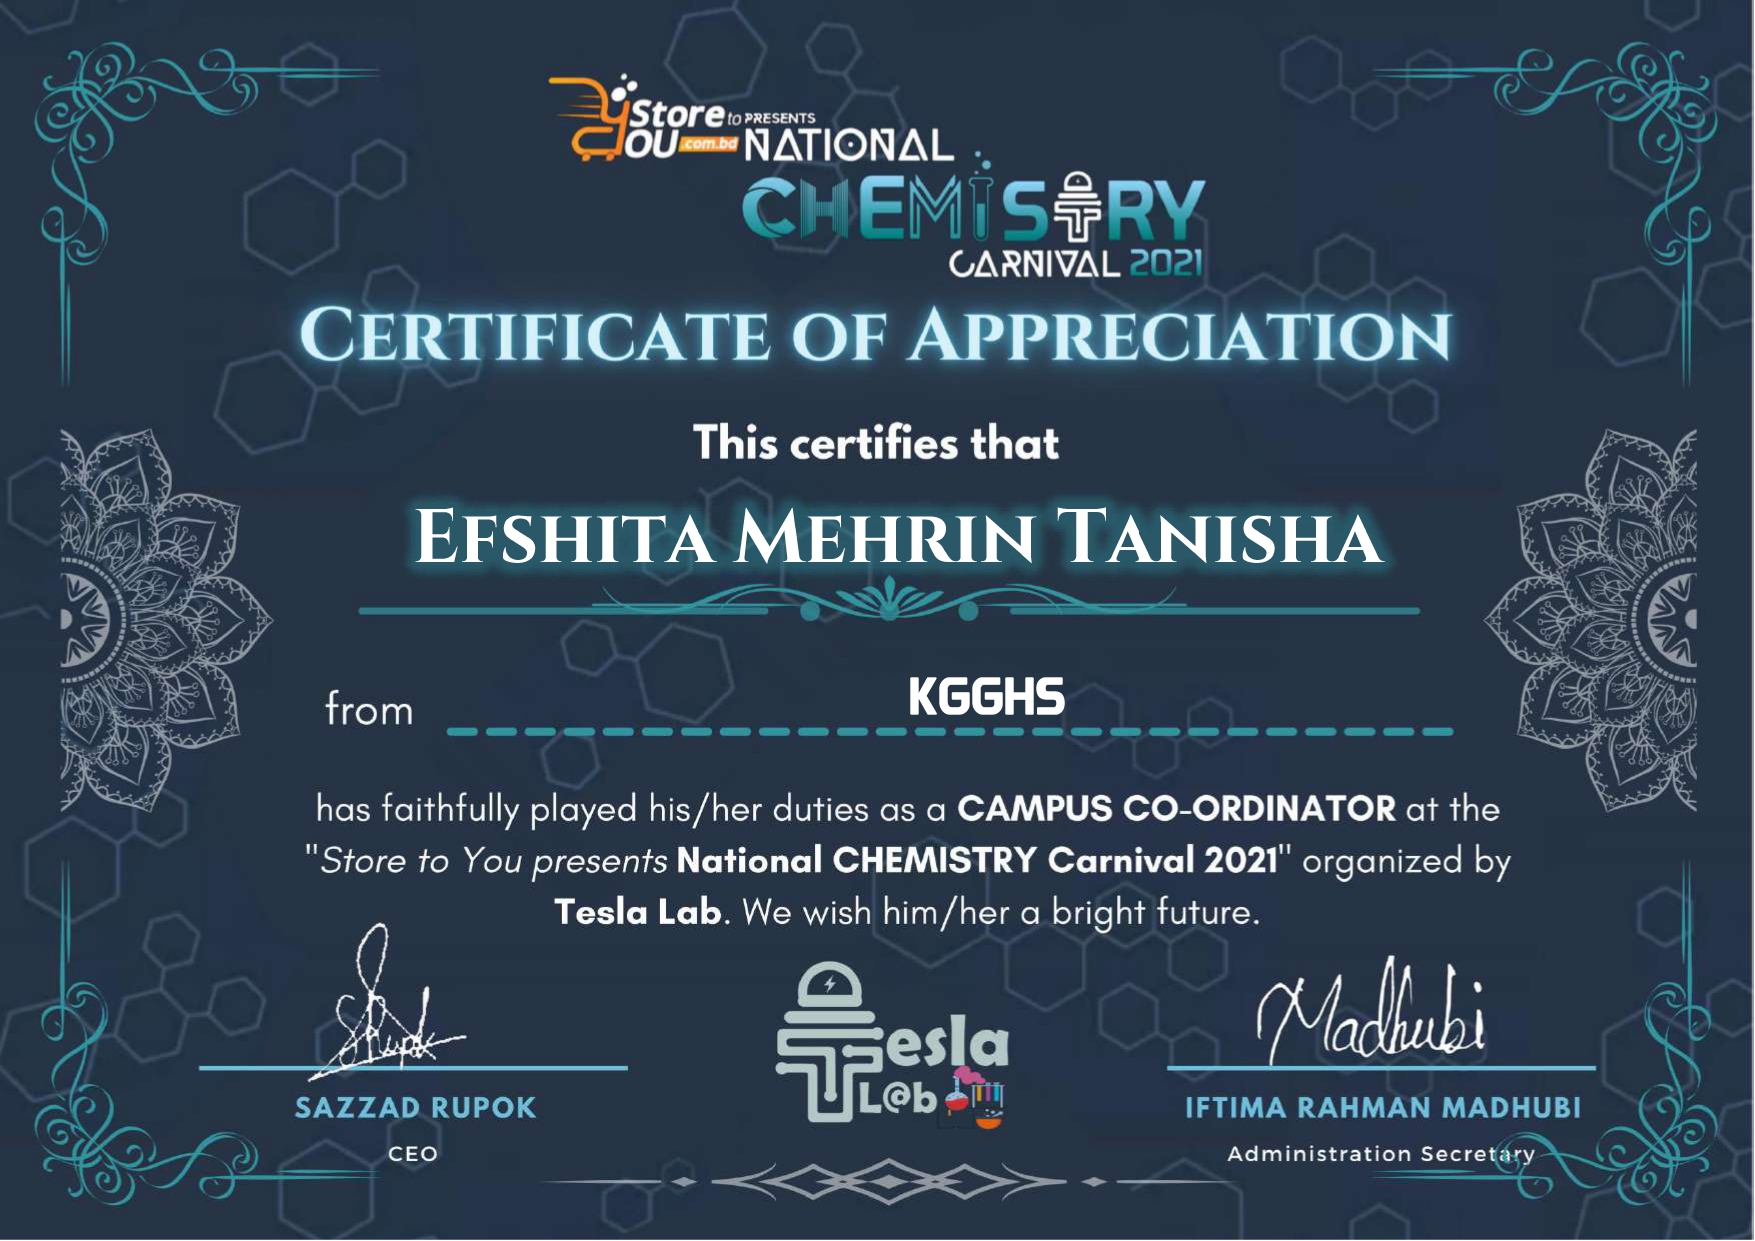 Store to PRESENTS
YOU .com.bd NATIONAL
CHEMISTRY
CARNIVAL 2021
CERTIFICATE OF APPRECIATION
This certifies that
EFSHITA MEHRIN TANISHA
from KGGHS
has faithfully played his/her duties as a CAMPUS CO-ORDINATOR at the
"Store to You presents National CHEMISTRY Carnival 2021" organized by
Tesla Lab. We wish him/her a bright future.
Rupok
Madhubi
Tesla
L@b
SAZZAD RUPOK
IFTIMA RAHMAN MADHUBI
CEO
Administration Secretary